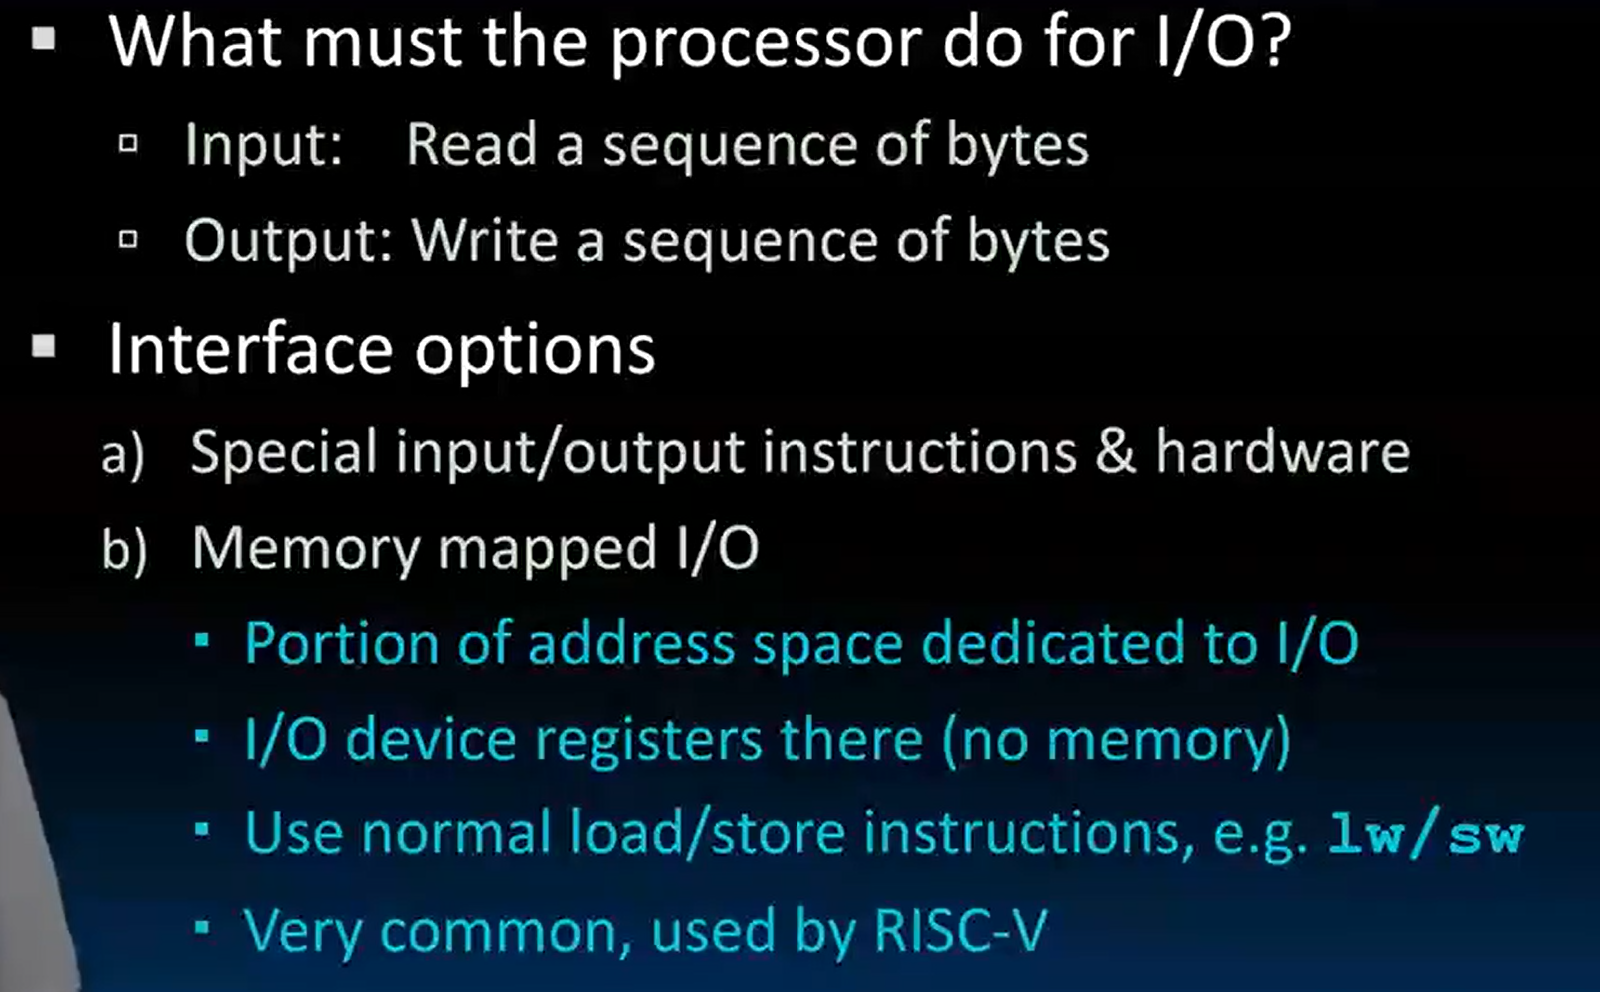 What must the processor do for I/O?
Input: Read a sequence of bytes
Output: Write a sequence of bytes
Interface options
a) Special input/output instructions & hardware
b) Memory mapped I/O
Portion of address space dedicated to I/O
I/O device registers there (no memory)
Use normal load/store instructions, e.g. lw/sw
Very common, used by RISC-V